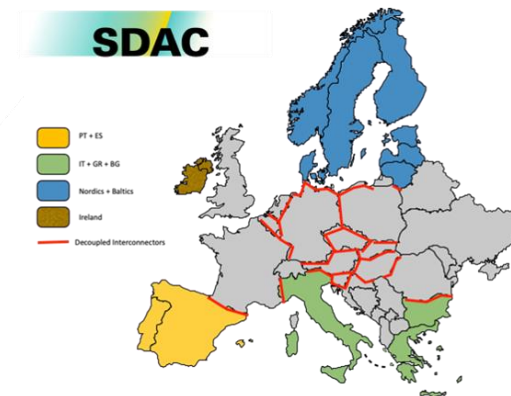 SDAC
PT + ES
IT + GR + BG
Nordics + Baltics
Ireland
Decoupled Interconnectors